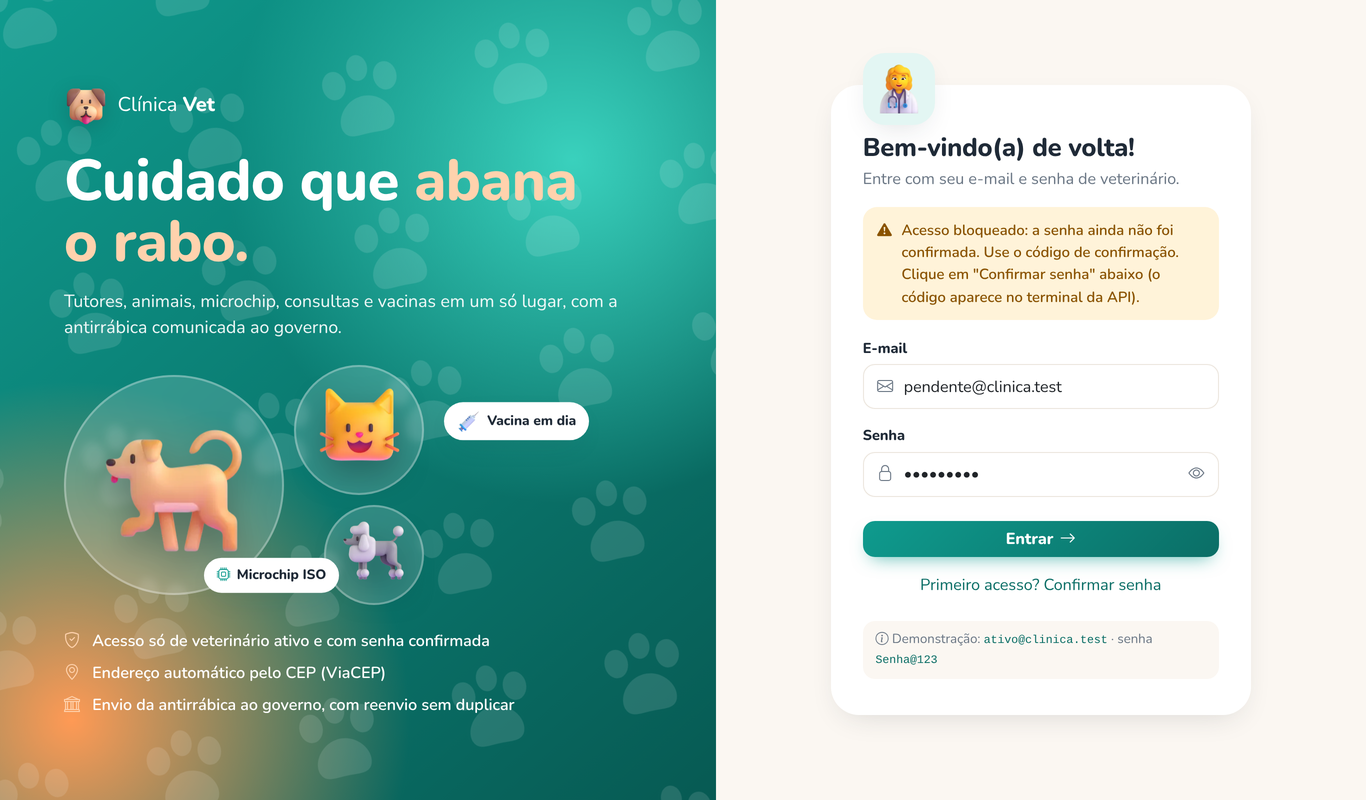 Clínica Vet
Cuidado que abana
o rabo.
Tutores, animais, microchip, consultas e vacinas em um só lugar, com a
antirrábica comunicada ao governo.
Vacina em dia
Microchip ISO
Acesso só de veterinário ativo e com senha confirmada
Endereço automático pelo CEP (ViaCEP)
Envio da antirrábica ao governo, com reenvio sem duplicar
Bem-vindo(a) de volta!
Entre com seu e-mail e senha de veterinário.
Acesso bloqueado: a senha ainda não foi
confirmada. Use o código de confirmação.
Clique em "Confirmar senha" abaixo (o
código aparece no terminal da API).
E-mail
pendente@clinica.test
Senha
•••••••••
Entrar →
Primeiro acesso? Confirmar senha
Demonstração: ativo@clinica.test · senha
Senha@123